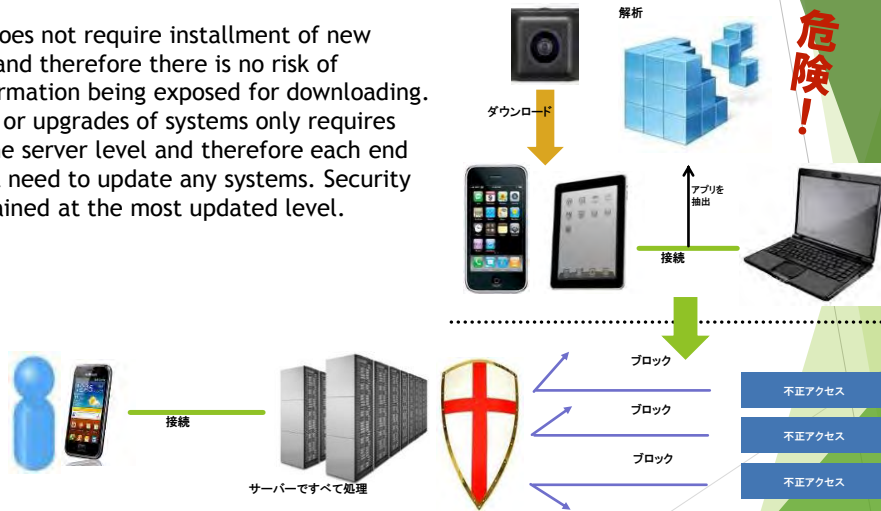 oes not require installment of new
and therefore there is no risk of
rmation being exposed for downloading.
or upgrades of systems only requires
e server level and therefore each end
need to update any systems. Security
ained at the most updated level.
解析
危険！
ダウンロード
アプリを
抽出
接続
ブロック
不正アクセス
接続
ブロック
不正アクセス
ブロック
不正アクセス
サーバーですべて処理